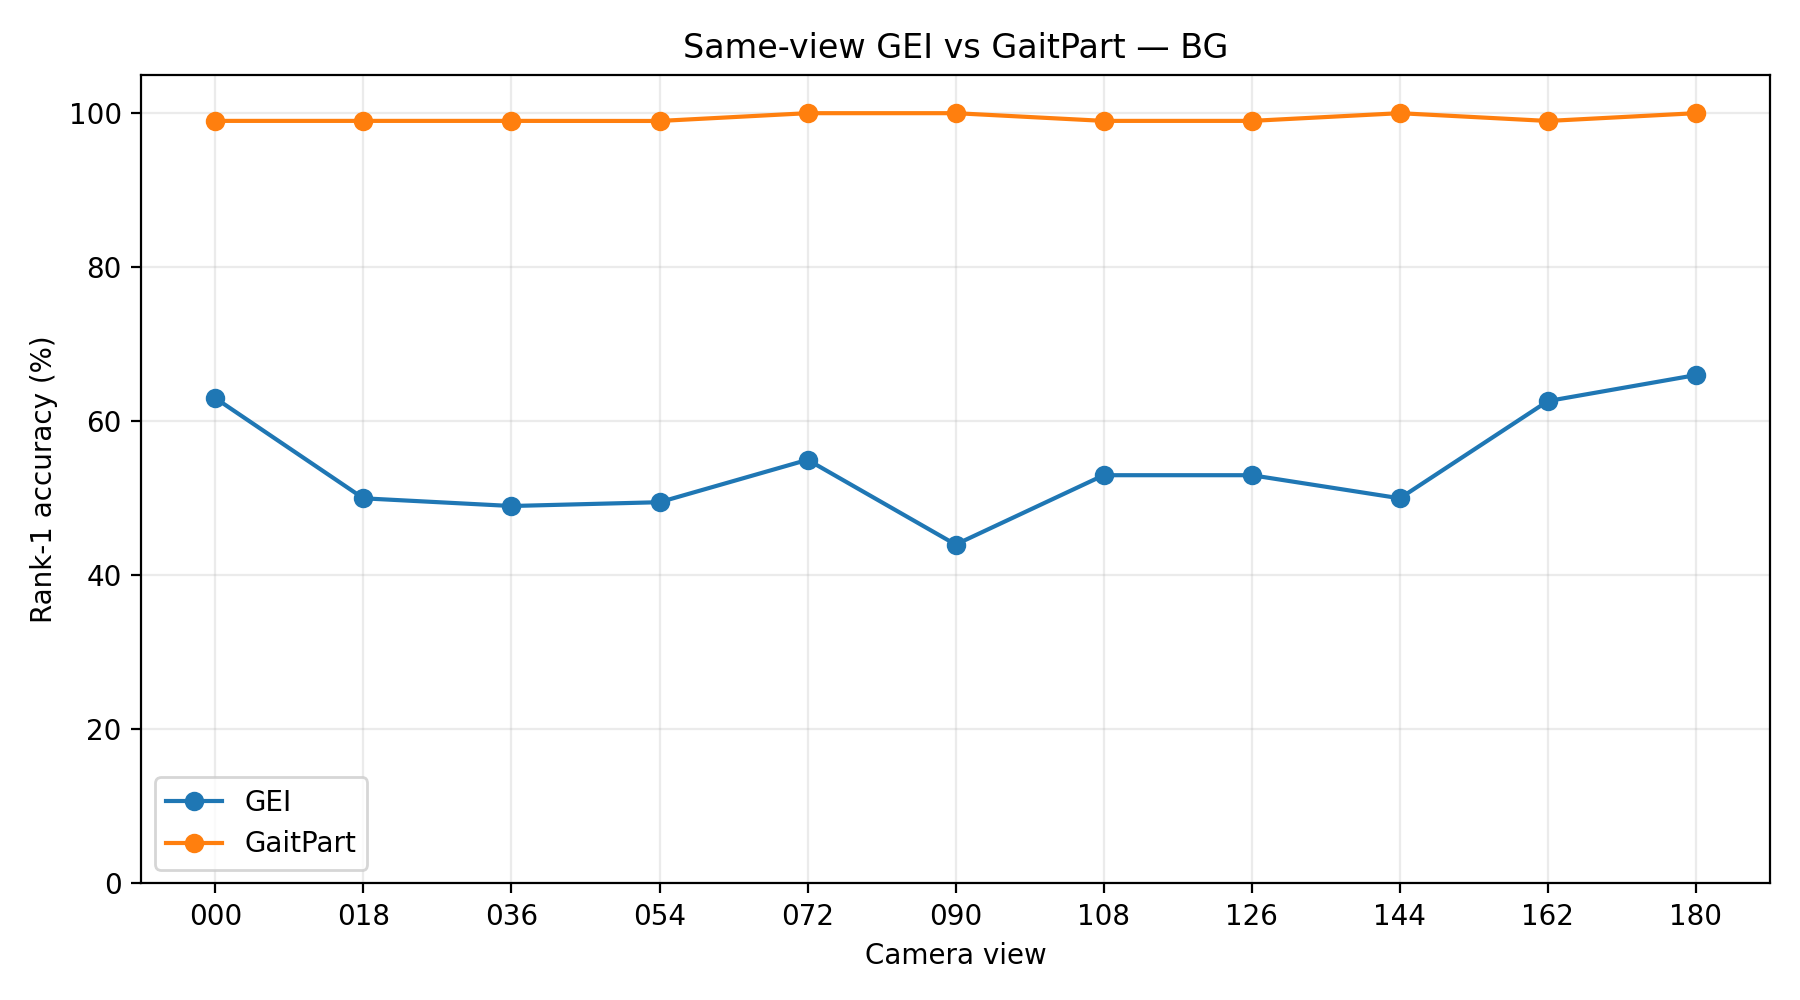 Same-view GEI vs GaitPart — BG
Rank-1 accuracy (%)
100
80
60
40
20
0
GEI
GaitPart
000 018 036 054 072 090 108 126 144 162 180
Camera view